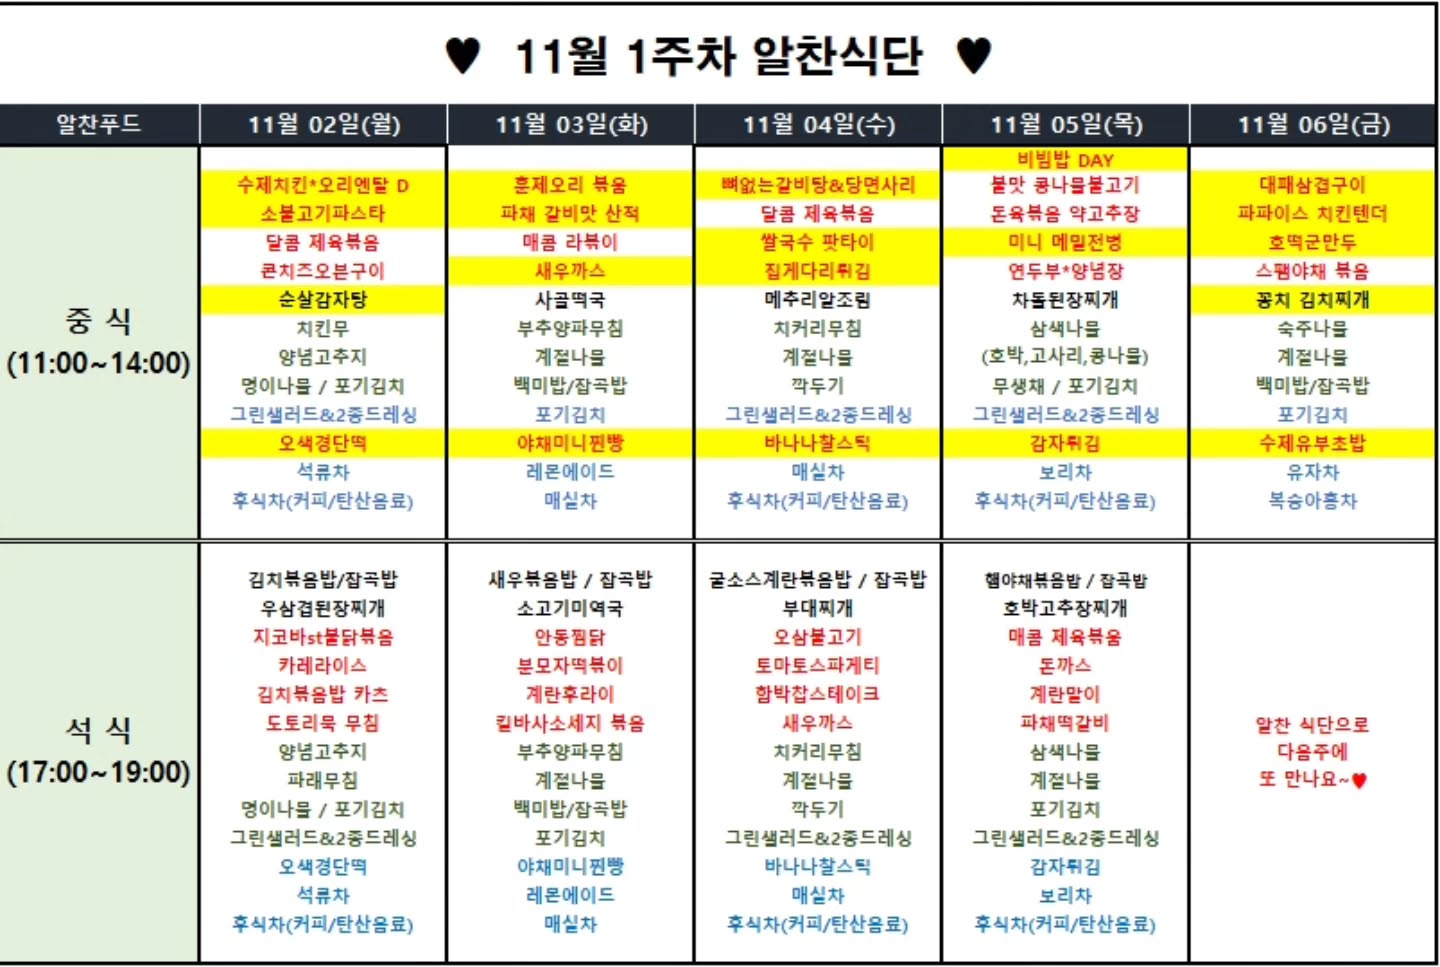 ♥ 11월 1주차 알찬식단 ♥
알찬푸드 11월 02일(월) 11월 03일(화) 11월 04일(수) 11월 05일(목) 11월 06일(금)
중 식
(11:00~14:00)
수제치킨*오리엔탈 D
소불고기파스타
달콤 제육볶음
콘치즈오븐구이
순살감자탕
치킨무
양념고추지
명이나물 / 포기김치
그린샐러드&2종드레싱
오색경단떡
석류차
후식차(커피/탄산음료)
훈제오리 볶음
파채 갈비맛 산적
매콤 라볶이
새우까스
사골떡국
부추양파무침
계절나물
백미밥/잡곡밥
포기김치
야채미니찐빵
레몬에이드
매실차
뼈없는갈비탕&당면사리
달콤 제육볶음
쌀국수 팟타이
집게다리튀김
메추리알조림
치커리무침
계절나물
깍두기
그린샐러드&2종드레싱
바나나찰스틱
매실차
후식차(커피/탄산음료)
비빔밥 DAY
불맛 콩나물불고기
돈육볶음 약고추장
미니 메밀전병
연두부*양념장
차돌된장찌개
삼색나물
(호박,고사리,콩나물)
무생채 / 포기김치
그린샐러드&2종드레싱
감자튀김
보리차
후식차(커피/탄산음료)
대패삼겹구이
파파이스 치킨텐더
호떡군만두
스팸야채 볶음
꽁치 김치찌개
숙주나물
계절나물
백미밥/잡곡밥
포기김치
수제유부초밥
유자차
복숭아홍차
석 식
(17:00~19:00)
김치볶음밥/잡곡밥
우삼겹된장찌개
지코바st불닭볶음
카레라이스
김치볶음밥 카츠
도토리묵 무침
양념고추지
파래무침
명이나물 / 포기김치
그린샐러드&2종드레싱
오색경단떡
석류차
후식차(커피/탄산음료)
새우볶음밥 / 잡곡밥
소고기미역국
안동찜닭
분모자떡볶이
계란후라이
킬바사소세지 볶음
부추양파무침
계절나물
백미밥/잡곡밥
포기김치
야채미니찐빵
레몬에이드
매실차
굴소스계란볶음밥 / 잡곡밥
부대찌개
오삼불고기
토마토스파게티
함박찹스테이크
새우까스
치커리무침
계절나물
깍두기
그린샐러드&2종드레싱
바나나찰스틱
매실차
후식차(커피/탄산음료)
햄야채볶음밥 / 잡곡밥
호박고추장찌개
매콤 제육볶음
돈까스
계란말이
파채떡갈비
삼색나물
계절나물
포기김치
그린샐러드&2종드레싱
감자튀김
보리차
후식차(커피/탄산음료)
알찬 식단으로
다음주에
또 만나요~♥